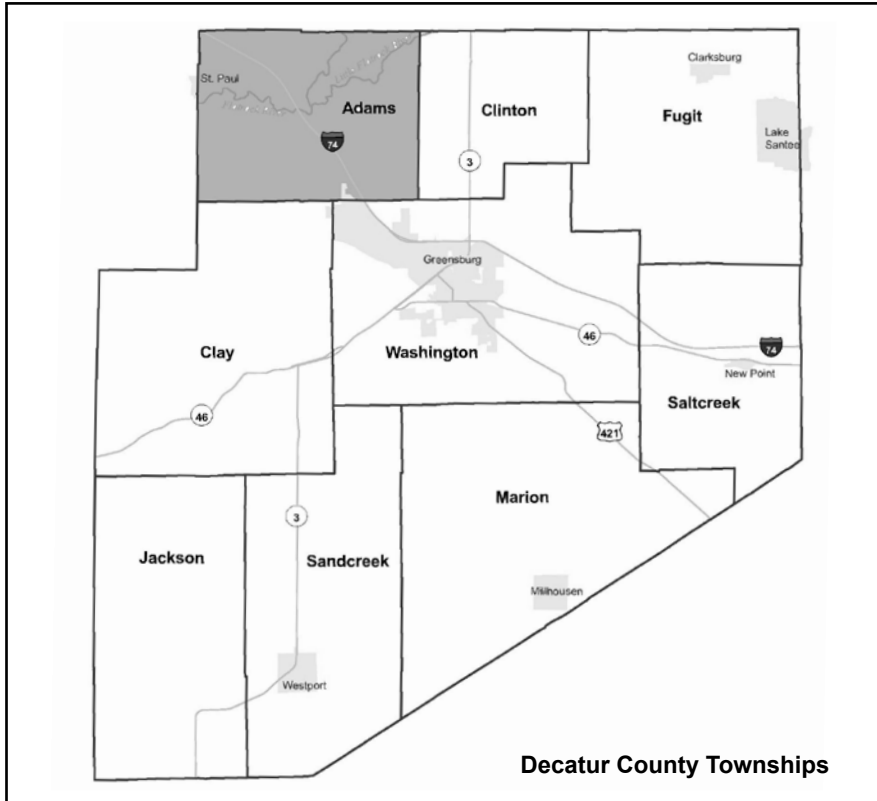 Clarksburg
St. Paul
Adams
Clinton
Fugit
Lake
Santee
74
3
Greensburg
Clay
Washington
46
74
New Point
Saltcreek
46
421
Marion
3
Jackson
Sandcreek
Millhousen
Westport
Decatur County Townships